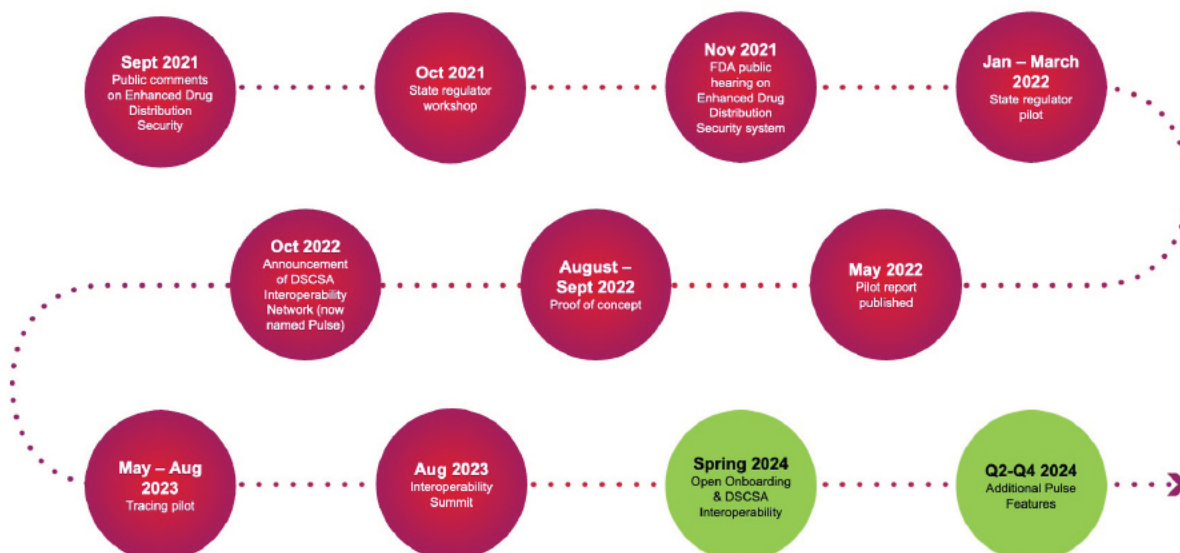 Sept 2021
Public comments
on Enhanced Drug
Distribution
Security
Oct 2021
State regulator
workshop
Nov 2021
FDA public
hearing on
Enhanced Drug
Distribution
Security system
Jan – March
2022
State regulator
pilot
May 2022
Pilot report
published
August –
Sept 2022
Proof of concept
Oct 2022
Announcement
of DSCSA
Interoperability
Network (now
named Pulse)
May – Aug
2023
Tracing pilot
Aug 2023
Interoperability
Summit
Spring 2024
Open Onboarding
& DSCSA
Interoperability
Q2-Q4 2024
Additional Pulse
Features